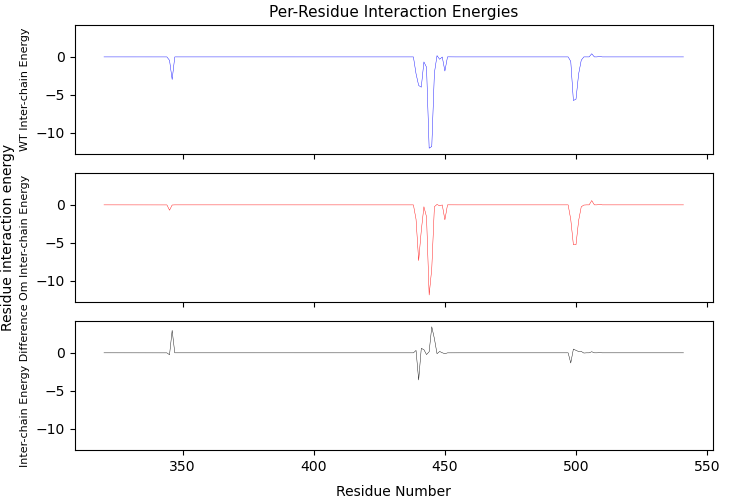 Per-Residue Interaction Energies
Residue interaction energy
WT Inter-chain Energy
0
−5
−10
Om Inter-chain Energy
0
−5
−10
Inter-chain Energy Difference
0
−5
−10
350
400
450
500
550
Residue Number